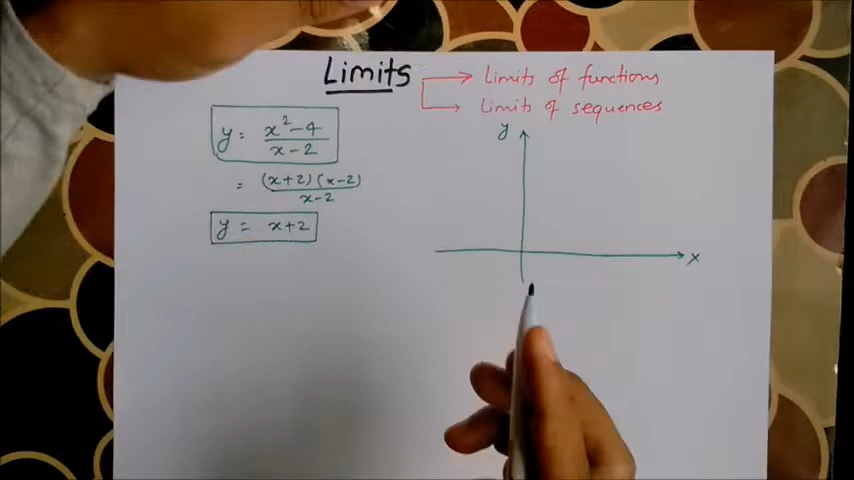 Limits
Limits of functions
Limits of sequences
y = x²-4 / x-2
= (x+2)(x-2) / x-2
y = x+2
y
x